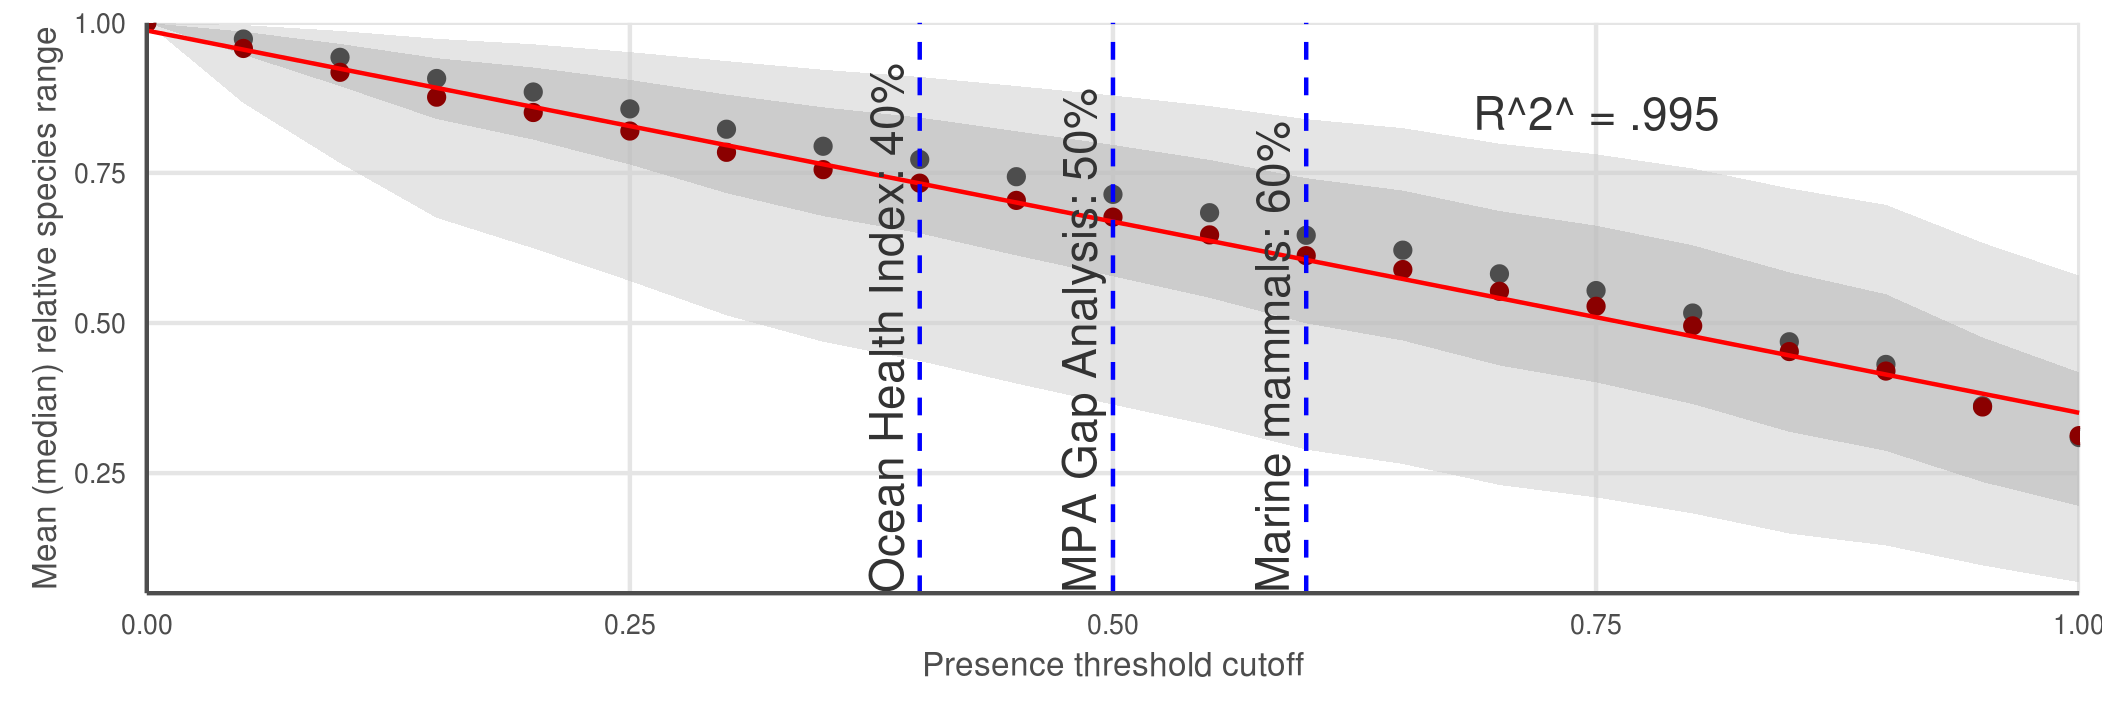 Mean (median) relative species range
1.00
0.75
0.50
0.25
Ocean Health Index: 40%
MPA Gap Analysis: 50%
Marine mammals: 60%
R^2^ = .995
0.00
0.25
0.50
0.75
1.00
Presence threshold cutoff